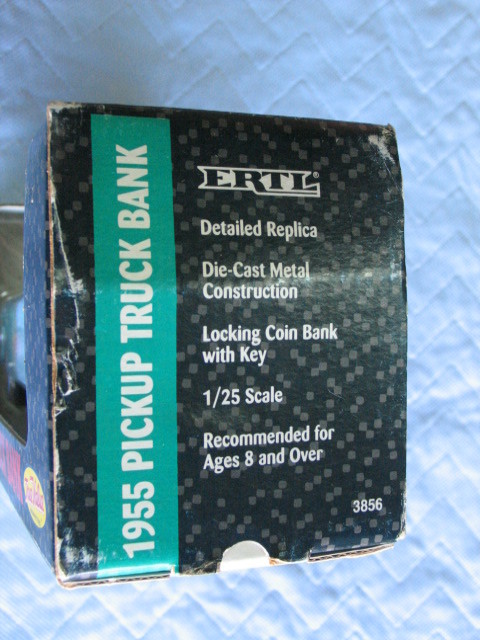 1955 PICKUP TRUCK BANK
ERTL®
Detailed Replica
Die-Cast Metal
Construction
Locking Coin Bank
with Key
1/25 Scale
Recommended for
Ages 8 and Over
3856